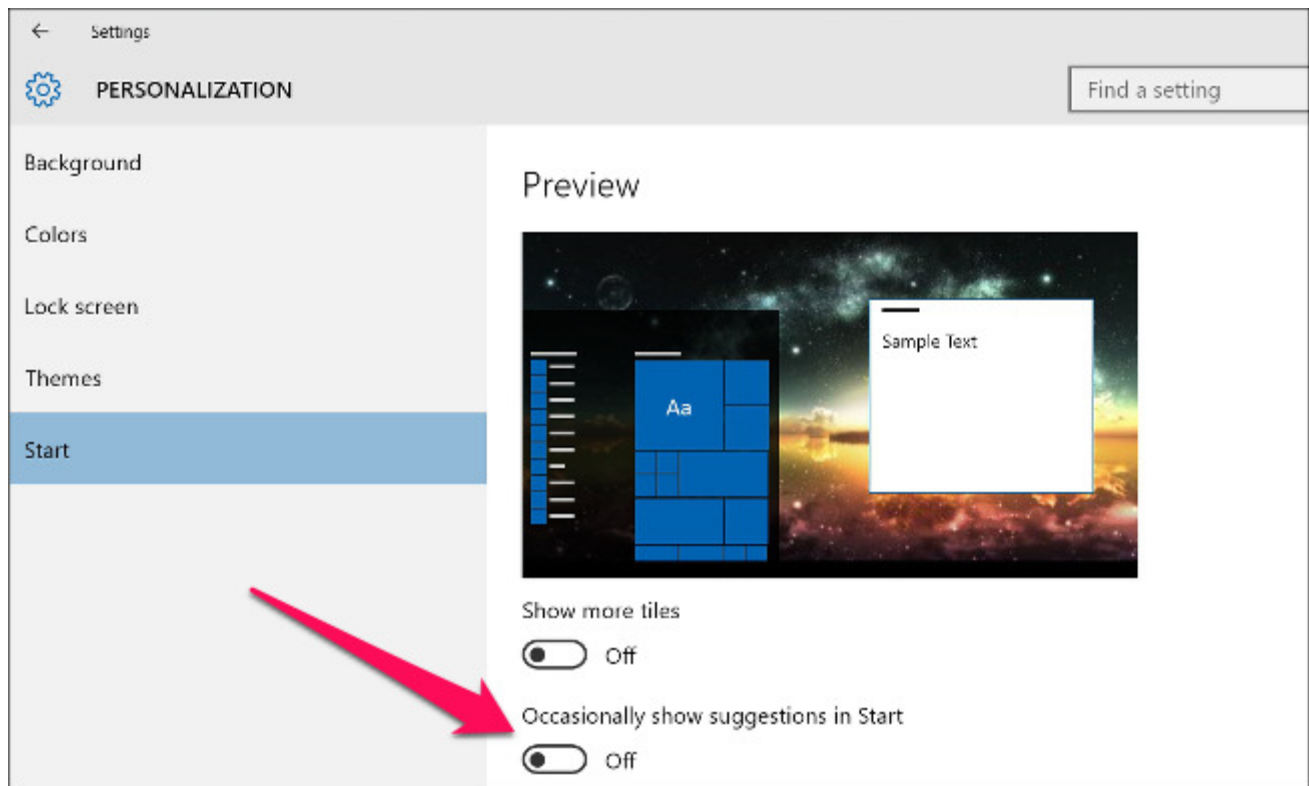 Settings
PERSONALIZATION
Find a setting
Background
Colors
Lock screen
Themes
Start
Preview
Sample Text
Aa
Show more tiles
Off
Occasionally show suggestions in Start
Off